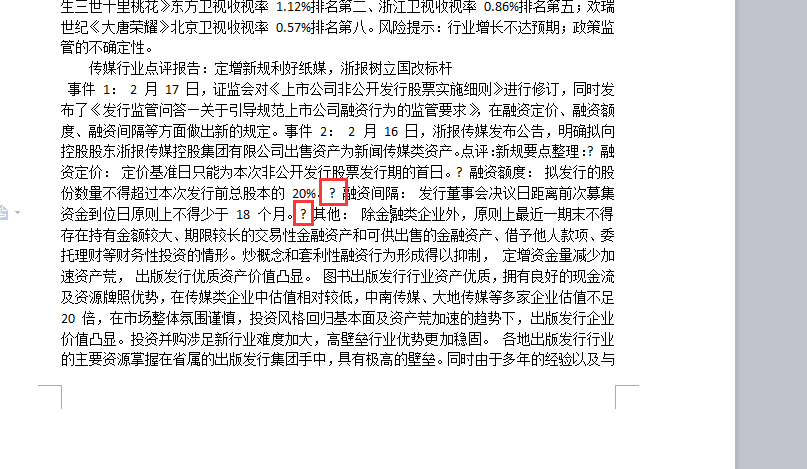 生三世十里桃花》东方卫视收视率 1.12%排名第二、浙江卫视收视率 0.86%排名第五；欢瑞
世纪《大唐荣耀》北京卫视收视率 0.57%排名第八。风险提示：行业增长不达预期；政策监
管的不确定性。
传媒行业点评报告：定增新规利好纸媒，浙报树立国改标杆
事件 1： 2 月 17 日，证监会对《上市公司非公开发行股票实施细则》进行修订，同时发
布了《发行监管问答—关于引导规范上市公司融资行为的监管要求》，在融资定价、融资额
度、融资间隔等方面做出新的规定。事件 2： 2 月 16 日，浙报传媒发布公告，明确拟向
控股股东浙报传媒控股集团有限公司出售资产为新闻传媒类资产。点评：新规要点整理：? 融
资定价： 定价基准日只能为本次非公开发行股票发行期的首日。? 融资额度： 拟发行的股
份数量不得超过本次发行前总股本的 20%。? 融资间隔： 发行董事会决议日距离前次募集
资金到位日原则上不得少于 18 个月。? 其他： 除金融类企业外，原则上最近一期末不得
存在持有金额较大、期限较长的交易性金融资产和可供出售的金融资产、借予他人款项、委
托理财等财务性投资的情形。炒概念和套利性融资行为形成得以抑制， 定增资金量减少加
速资产荒， 出版发行优质资产价值凸显。 图书出版发行行业资产优质，拥有良好的现金流
及资源牌照优势，在传媒类企业中估值相对较低，中南传媒、大地传媒等多家企业估值不足
20 倍，在市场整体氛围谨慎，投资风格回归基本面及资产荒加速的趋势下，出版发行企业
价值凸显。投资并购涉足新行业难度加大，高壁垒行业优势更加稳固。 各地出版发行行业
的主要资源掌握在省属的出版发行集团手中，具有极高的壁垒。同时由于多年的经验以及与